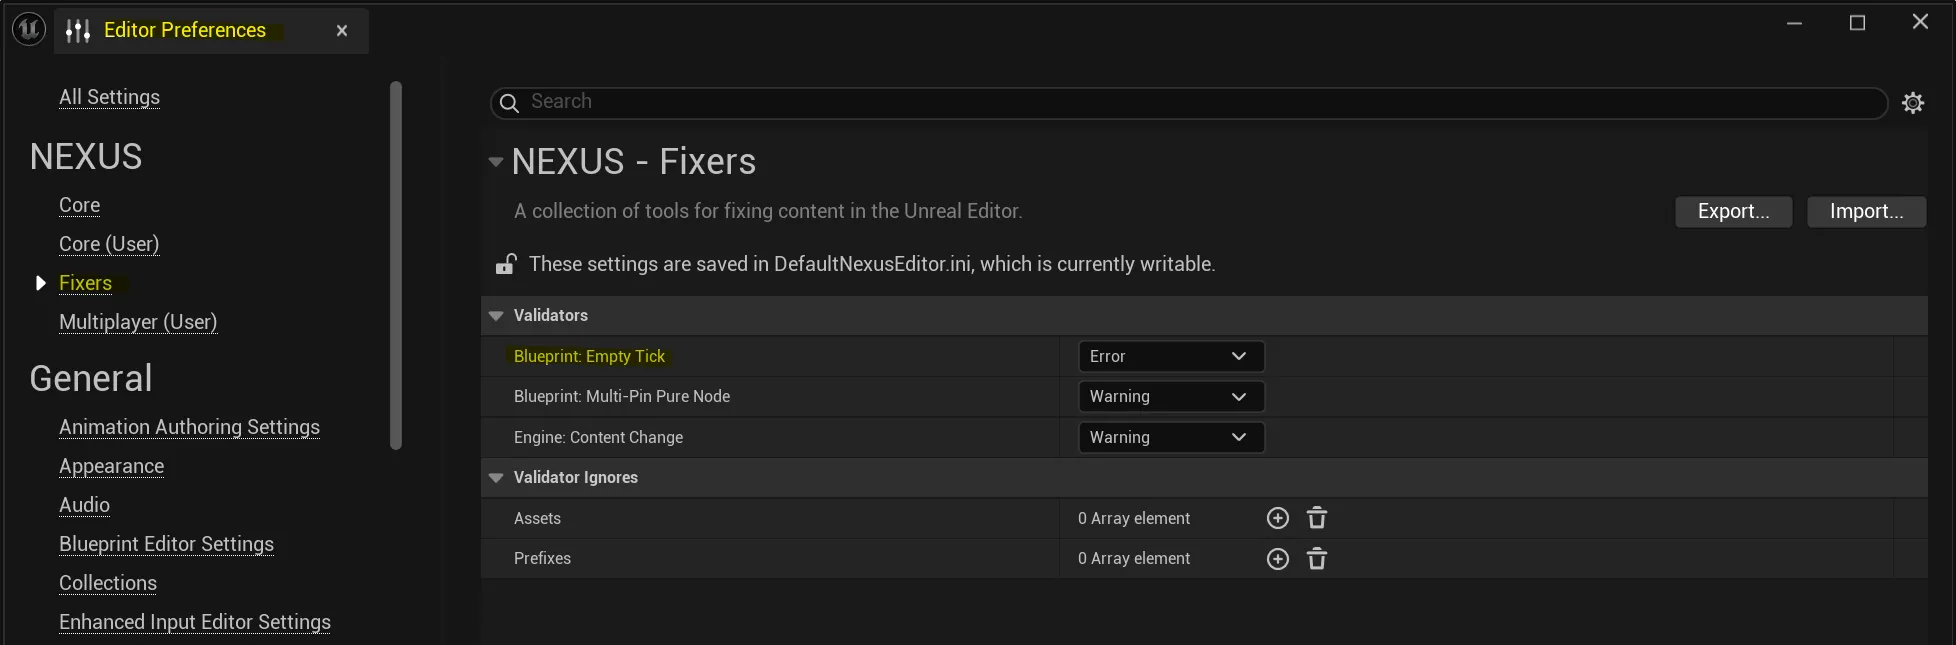 Editor Preferences
All Settings
NEXUS
Core
Core (User)
Fixers
Multiplayer (User)
General
Animation Authoring Settings
Appearance
Audio
Blueprint Editor Settings
Collections
Enhanced Input Editor Settings
Search
NEXUS - Fixers
A collection of tools for fixing content in the Unreal Editor.
Export... Import...
These settings are saved in DefaultNexusEditor.ini, which is currently writable.
Validators
Blueprint: Empty Tick Error
Blueprint: Multi-Pin Pure Node Warning
Engine: Content Change Warning
Validator Ignores
Assets 0 Array element
Prefixes 0 Array element